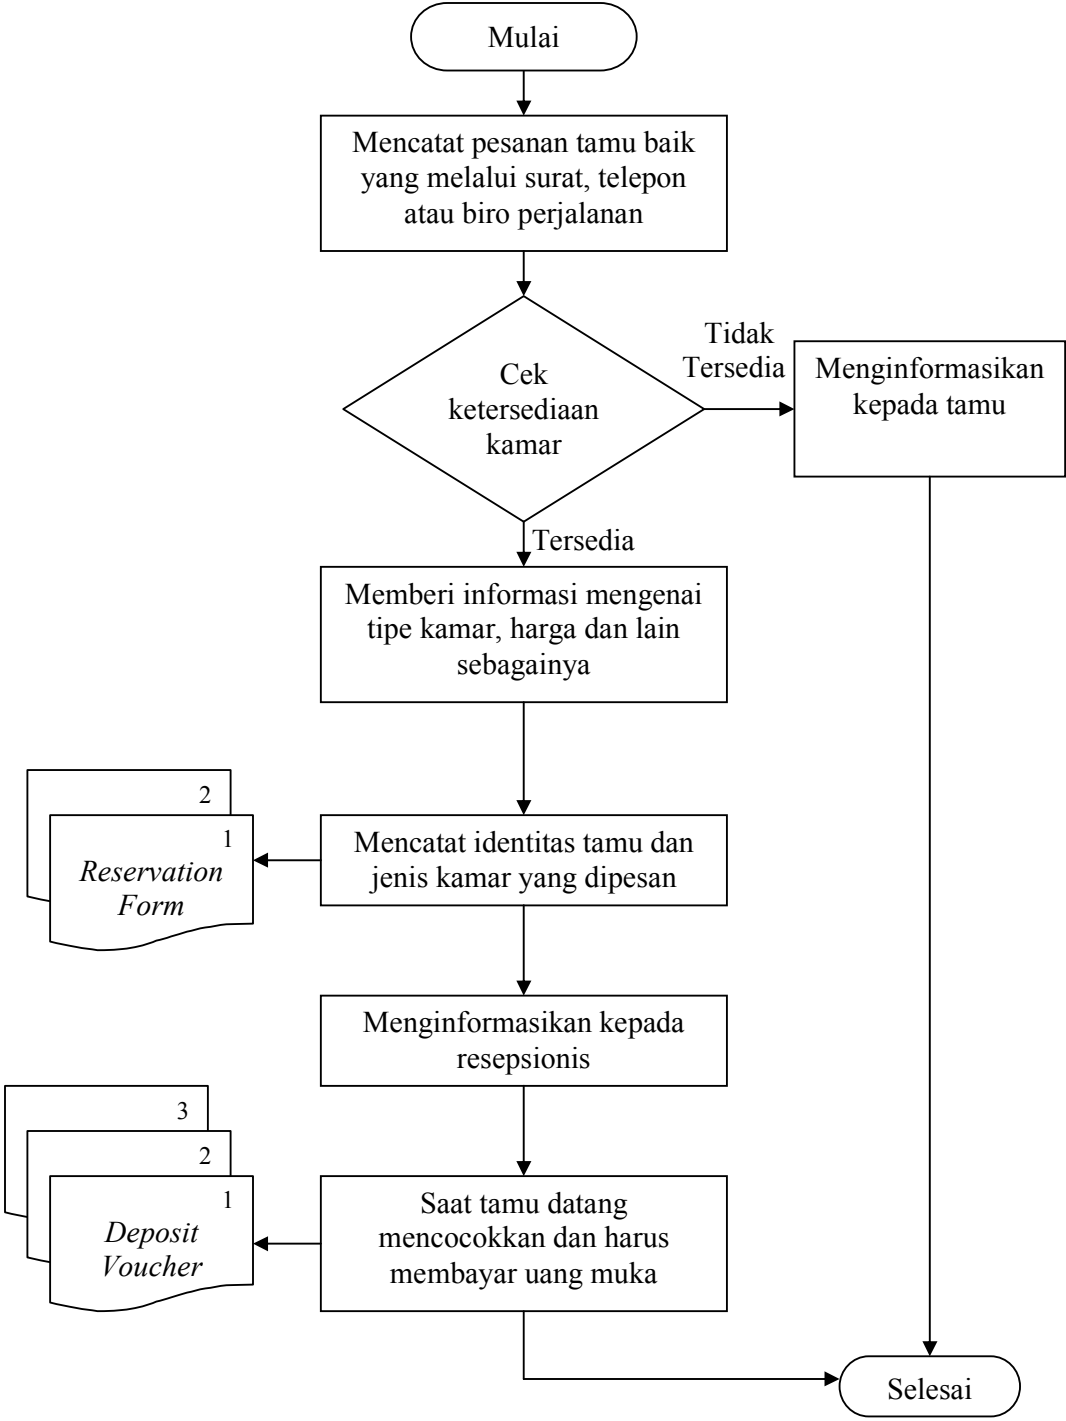 Mulai
Mencatat pesanan tamu baik
yang melalui surat, telepon
atau biro perjalanan
Cek
ketersediaan
kamar
Tidak
Tersedia
Menginformasikan
kepada tamu
Tersedia
Memberi informasi mengenai
tipe kamar, harga dan lain
sebagainya
Mencatat identitas tamu dan
jenis kamar yang dipesan
2
1
Reservation
Form
Menginformasikan kepada
resepsionis
Saat tamu datang
mencocokkan dan harus
membayar uang muka
3
2
1
Deposit
Voucher
Selesai